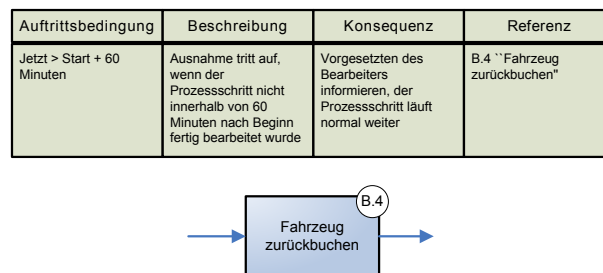 Auftrittsbedingung Beschreibung Konsequenz Referenz
Jetzt > Start + 60
Minuten
Ausnahme tritt auf,
wenn der
Prozessschritt nicht
innerhalb von 60
Minuten nach Beginn
fertig bearbeitet wurde
Vorgesetzten des
Bearbeiters
informieren, der
Prozessschritt läuft
normal weiter
B.4 ``Fahrzeug
zurückbuchen"
B.4
Fahrzeug
zurückbuchen